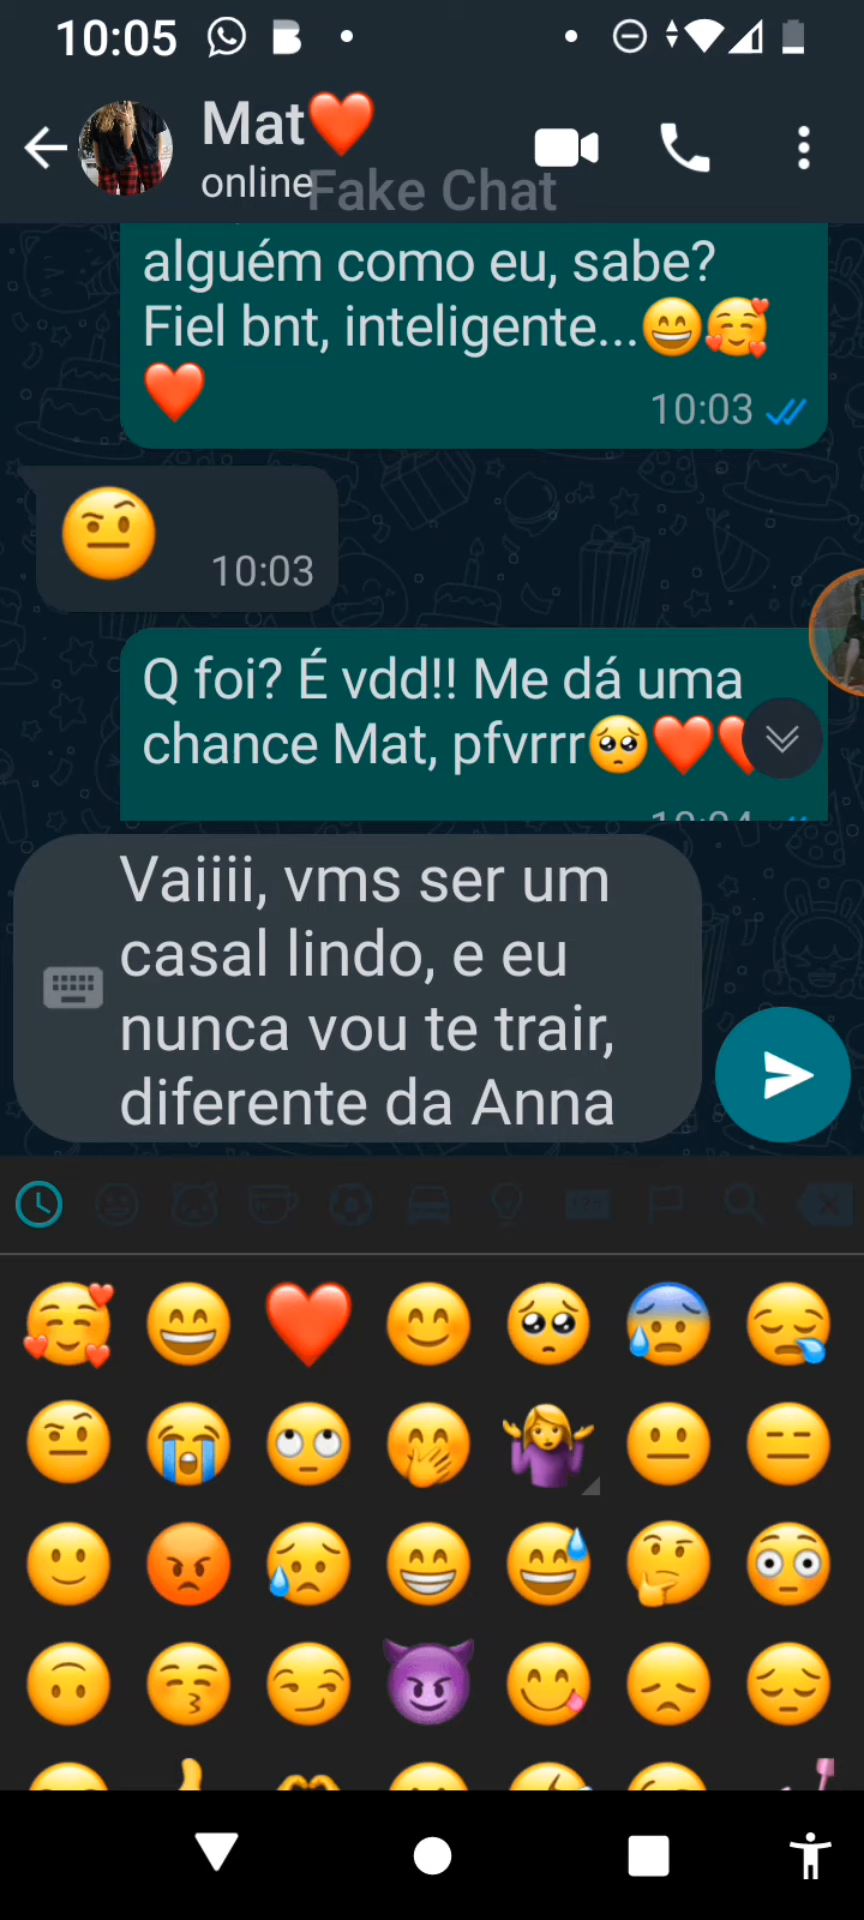 10:05
Mat❤️
online
Fake Chat
alguém como eu, sabe?
Fiel bnt, inteligente...😄🥰
❤️
10:03
🤨
10:03
Q foi? É vdd!! Me dá uma
chance Mat, pfvrrr🥺❤️❤️
Vaiiii, vms ser um
casal lindo, e eu
nunca vou te trair,
diferente da Anna